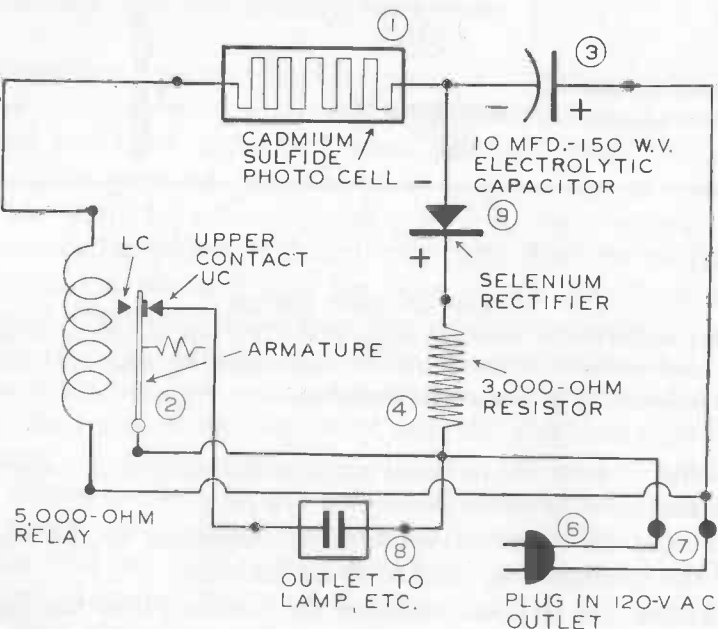 1
3
CADMIUM
SULFIDE
PHOTO CELL
10 MFD.-150 W.V.
ELECTROLYTIC
CAPACITOR
- +
-
9
+
SELENIUM
RECTIFIER
LC
UPPER
CONTACT
UC
ARMATURE
2
4
3,000-OHM
RESISTOR
5,000-OHM
RELAY
8
OUTLET TO
LAMP, ETC.
6
7
PLUG IN 120-V AC
OUTLET